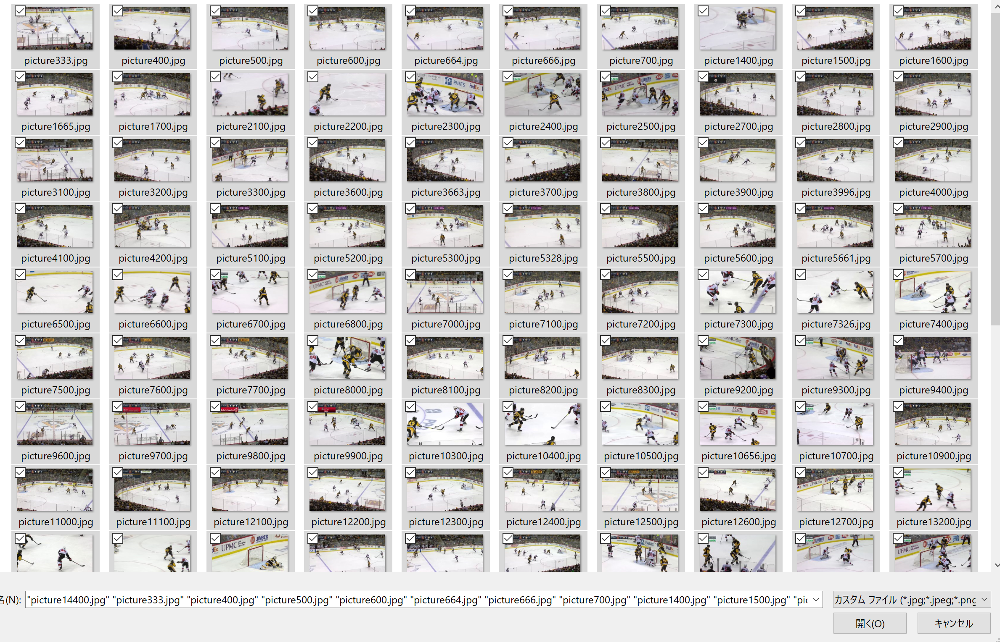 picture333.jpg picture400.jpg picture500.jpg picture600.jpg picture664.jpg picture666.jpg picture700.jpg picture1400.jpg picture1500.jpg picture1600.jpg
picture1665.jpg picture1700.jpg picture2100.jpg picture2200.jpg picture2300.jpg picture2400.jpg picture2500.jpg picture2700.jpg picture2800.jpg picture2900.jpg
picture3100.jpg picture3200.jpg picture3300.jpg picture3600.jpg picture3663.jpg picture3700.jpg picture3800.jpg picture3900.jpg picture3996.jpg picture4000.jpg
picture4100.jpg picture4200.jpg picture5100.jpg picture5200.jpg picture5300.jpg picture5328.jpg picture5500.jpg picture5600.jpg picture5661.jpg picture5700.jpg
picture6500.jpg picture6600.jpg picture6700.jpg picture6800.jpg picture7000.jpg picture7100.jpg picture7200.jpg picture7300.jpg picture7326.jpg picture7400.jpg
picture7500.jpg picture7600.jpg picture7700.jpg picture8000.jpg picture8100.jpg picture8200.jpg picture8300.jpg picture9200.jpg picture9300.jpg picture9400.jpg
picture9600.jpg picture9700.jpg picture9800.jpg picture9900.jpg picture10300.jpg picture10400.jpg picture10500.jpg picture10656.jpg picture10700.jpg picture10900.jpg
picture11000.jpg picture11100.jpg picture12100.jpg picture12200.jpg picture12300.jpg picture12400.jpg picture12500.jpg picture12600.jpg picture12700.jpg picture13200.jpg
名(N): "picture14400.jpg" "picture333.jpg" "picture400.jpg" "picture500.jpg" "picture600.jpg" "picture664.jpg" "picture666.jpg" "picture700.jpg" "picture1400.jpg" "picture1500.jpg" "pic
カスタム ファイル (*.jpg;*.jpeg;*.png
開く(O) キャンセル